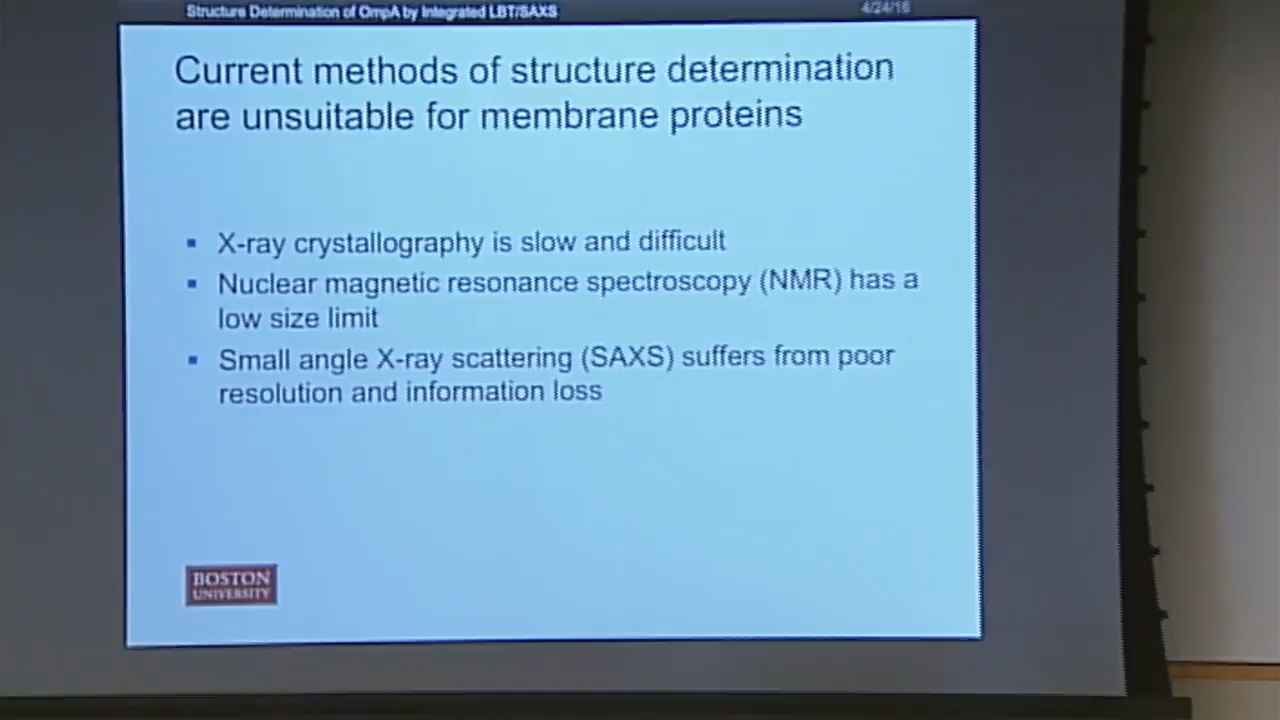 Structure Determination of OmpA by Integrated LBT/SAXS
4/24/16
Current methods of structure determination
are unsuitable for membrane proteins
▪ X-ray crystallography is slow and difficult
▪ Nuclear magnetic resonance spectroscopy (NMR) has a
low size limit
▪ Small angle X-ray scattering (SAXS) suffers from poor
resolution and information loss
BOSTON
UNIVERSITY